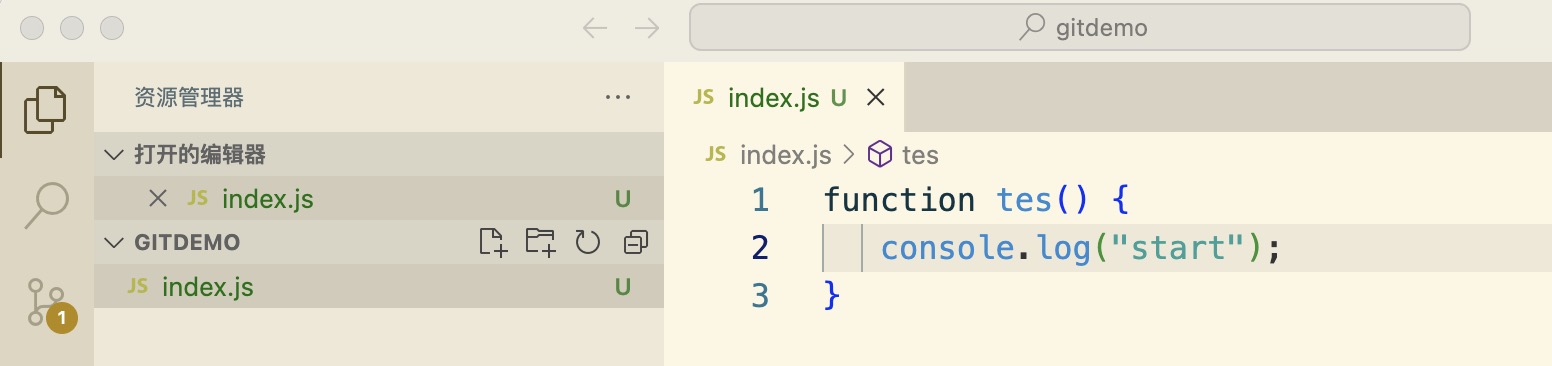 gitdemo
资源管理器 ···
打开的编辑器
JS index.js U
GITDEMO
JS index.js U
1
JS index.js U
JS index.js > tes
1 function tes() {
2 console.log("start");
3 }